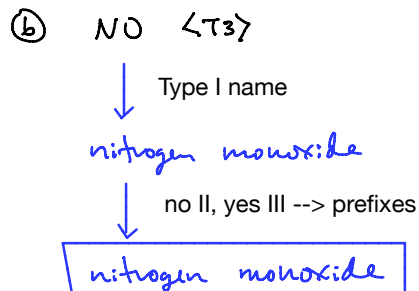 ⓑ NO <T3>
Type I name
nitrogen monoxide
no II, yes III --> prefixes
nitrogen monoxide